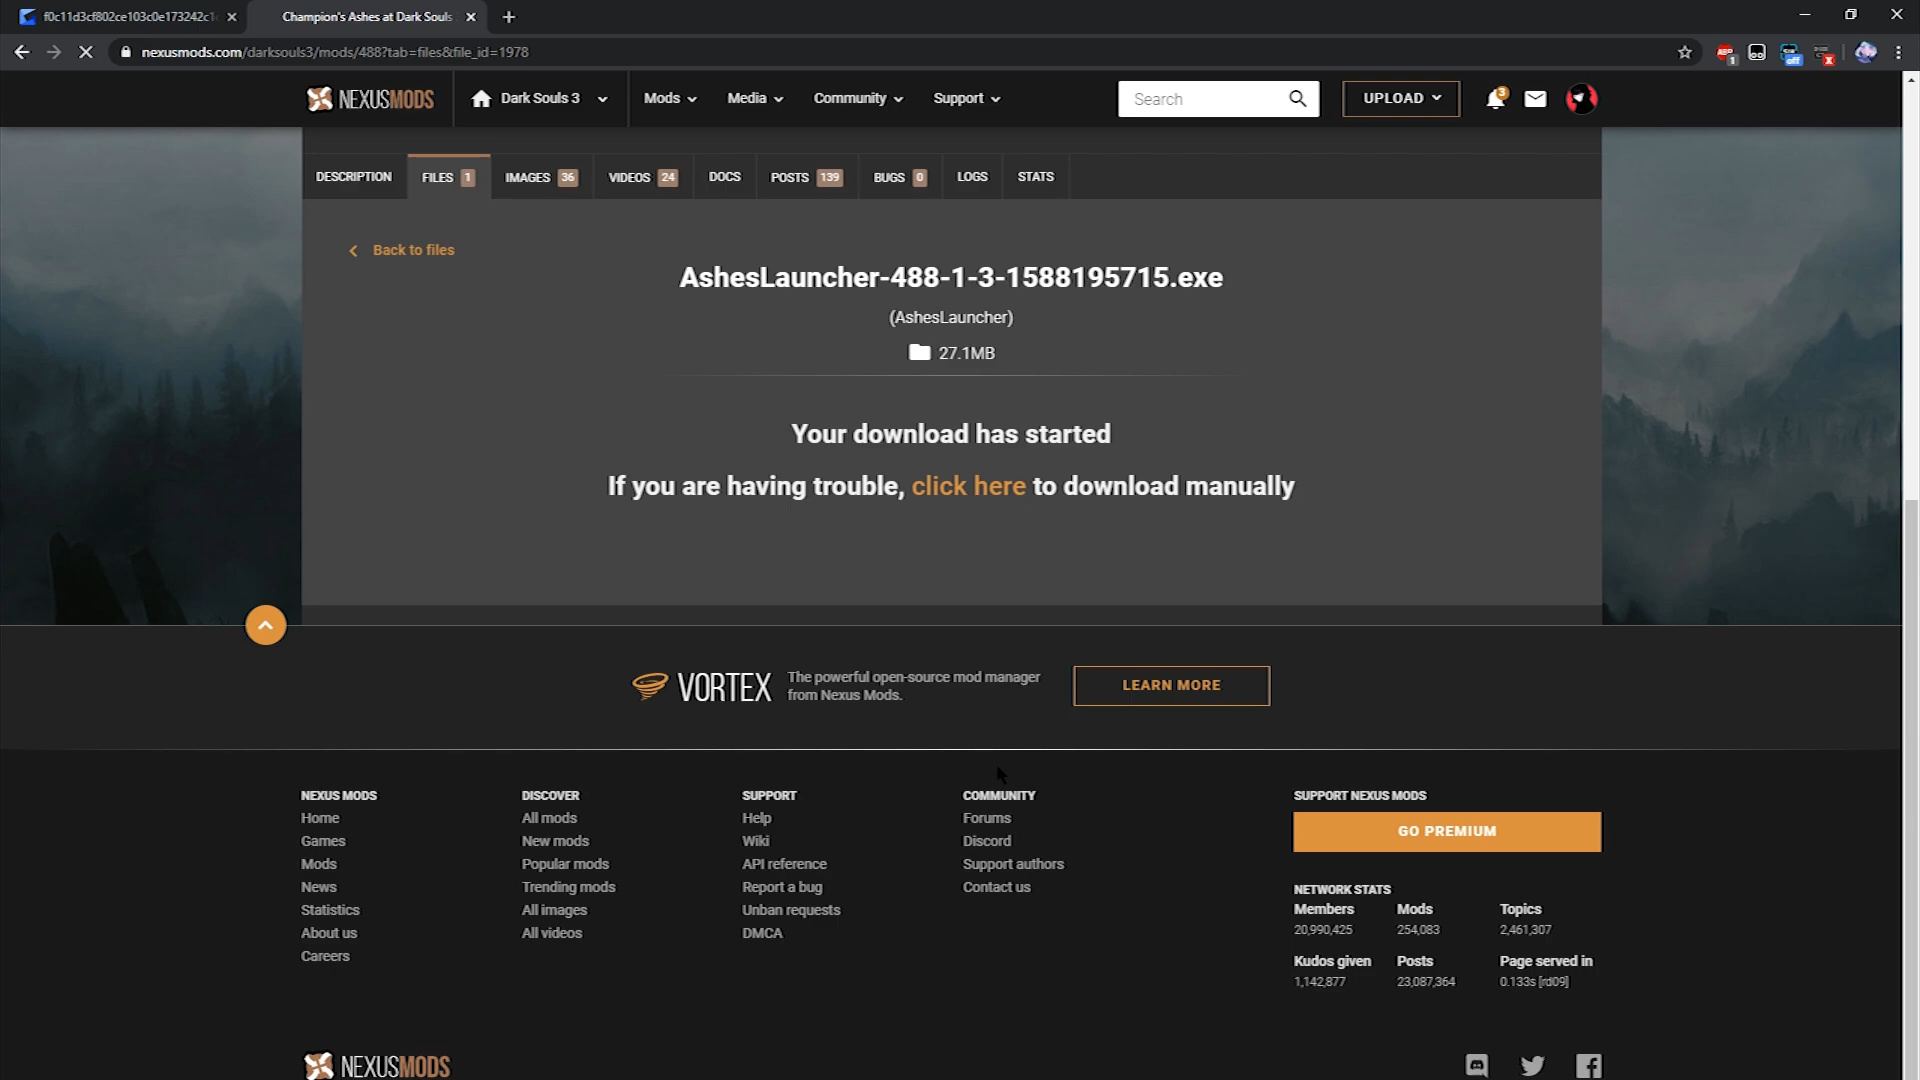 f0c11d3cf802ce103c0e173242c1
Champion's Ashes at Dark Souls
nexusmods.com/darksouls3/mods/488?tab=files&file_id=1978
ABP
1
off
x
NEXUSMODS
Dark Souls 3
Mods
Media
Community
Support
Search
UPLOAD
3
DESCRIPTION
FILES 1
IMAGES 36
VIDEOS 24
DOCS
POSTS 139
BUGS 0
LOGS
STATS
Back to files
AshesLauncher-488-1-3-1588195715.exe
(AshesLauncher)
27.1MB
Your download has started
If you are having trouble, click here to download manually
VORTEX
The powerful open-source mod manager
from Nexus Mods.
LEARN MORE
NEXUS MODS
Home
Games
Mods
News
Statistics
About us
Careers
DISCOVER
All mods
New mods
Popular mods
Trending mods
All images
All videos
SUPPORT
Help
Wiki
API reference
Report a bug
Unban requests
DMCA
COMMUNITY
Forums
Discord
Support authors
Contact us
SUPPORT NEXUS MODS
GO PREMIUM
NETWORK STATS
Members Mods Topics
20,990,425 254,083 2,461,307
Kudos given Posts Page served in
1,142,877 23,087,364 0.133s [rd09]
NEXUSMODS